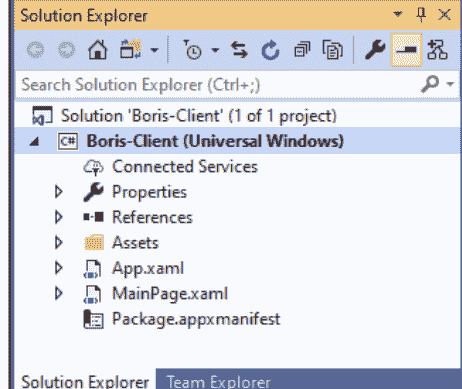 Solution Explorer
Search Solution Explorer (Ctrl+;)
Solution 'Boris-Client' (1 of 1 project)
C# Boris-Client (Universal Windows)
Connected Services
Properties
References
Assets
App.xaml
MainPage.xaml
Package.appxmanifest
Solution Explorer Team Explorer